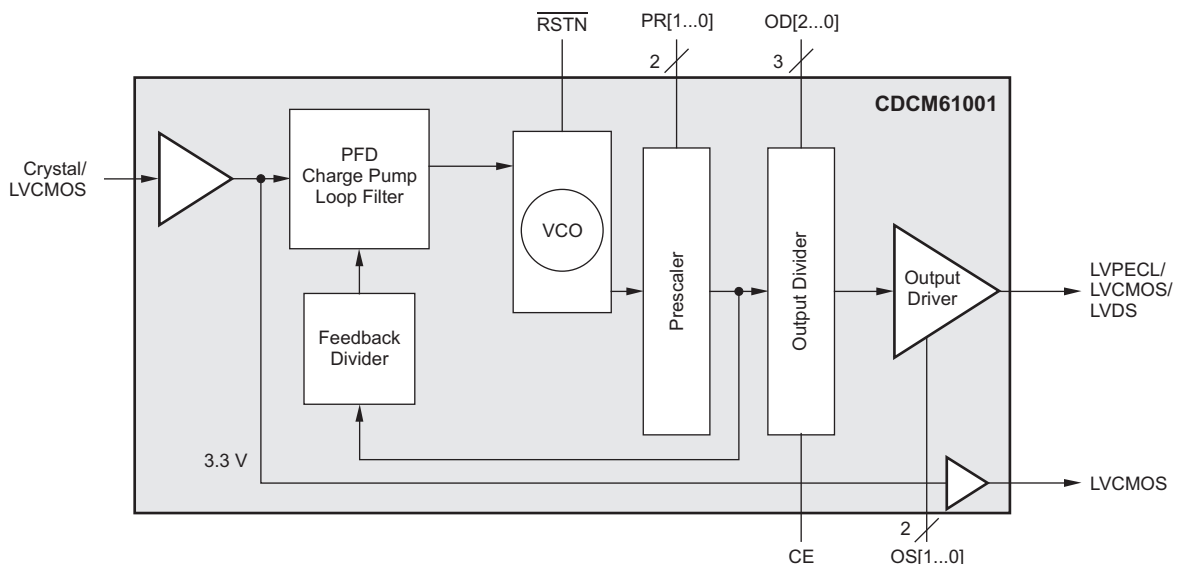 RSTN
PR[1...0]
OD[2...0]
2
3
CDCM61001
Crystal/
LVCMOS
PFD
Charge Pump
Loop Filter
VCO
Feedback
Divider
Prescaler
Output Divider
Output
Driver
LVPECL/
LVCMOS/
LVDS
3.3 V
LVCMOS
2
CE
OS[1...0]